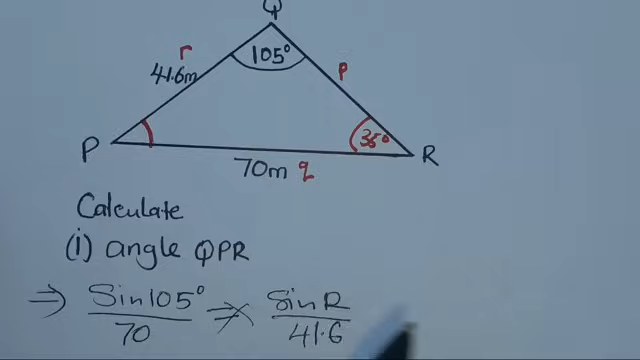 Q
r
41.6m
105°
p
P
35°
R
70m q
Calculate
(i) angle QPR
⇒ Sin105°/70 = sinR/41.6